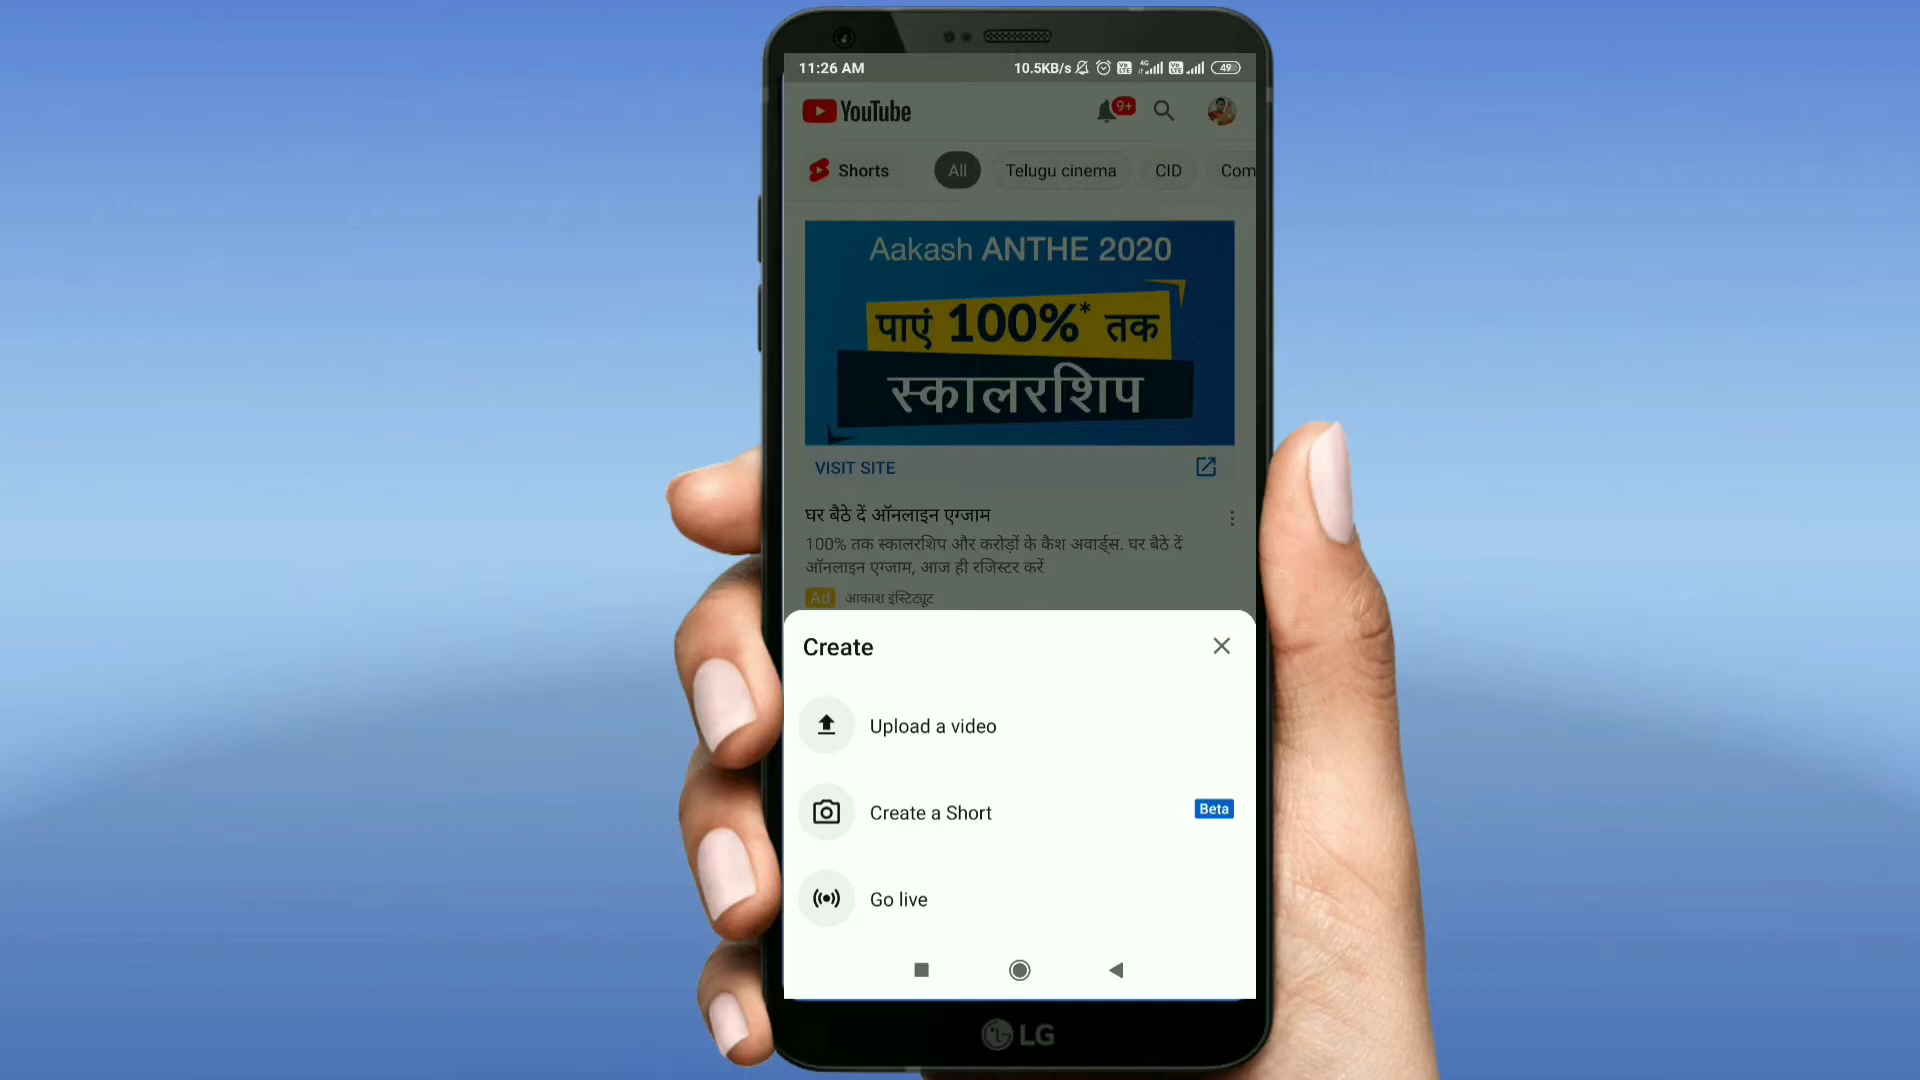 11:26 AM 10.5KB/s 4G 49
YouTube 9+
Shorts All Telugu cinema CID Com
Aakash ANTHE 2020
पाएं 100%* तक
स्कालरशिप
VISIT SITE
घर बैठे दें ऑनलाइन एग्जाम
100% तक स्कालरशिप और करोड़ों के कैश अवार्ड्स. घर बैठे दें
ऑनलाइन एग्जाम, आज ही रजिस्टर करें
Ad आकाश इंस्टिट्यूट
Create
Upload a video
Create a Short Beta
Go live
LG